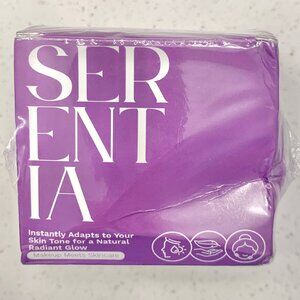 SER
ENT
IA
Instantly Adapts to Your
Skin Tone for a Natural
Radiant Glow
Makeup Meets Skincare